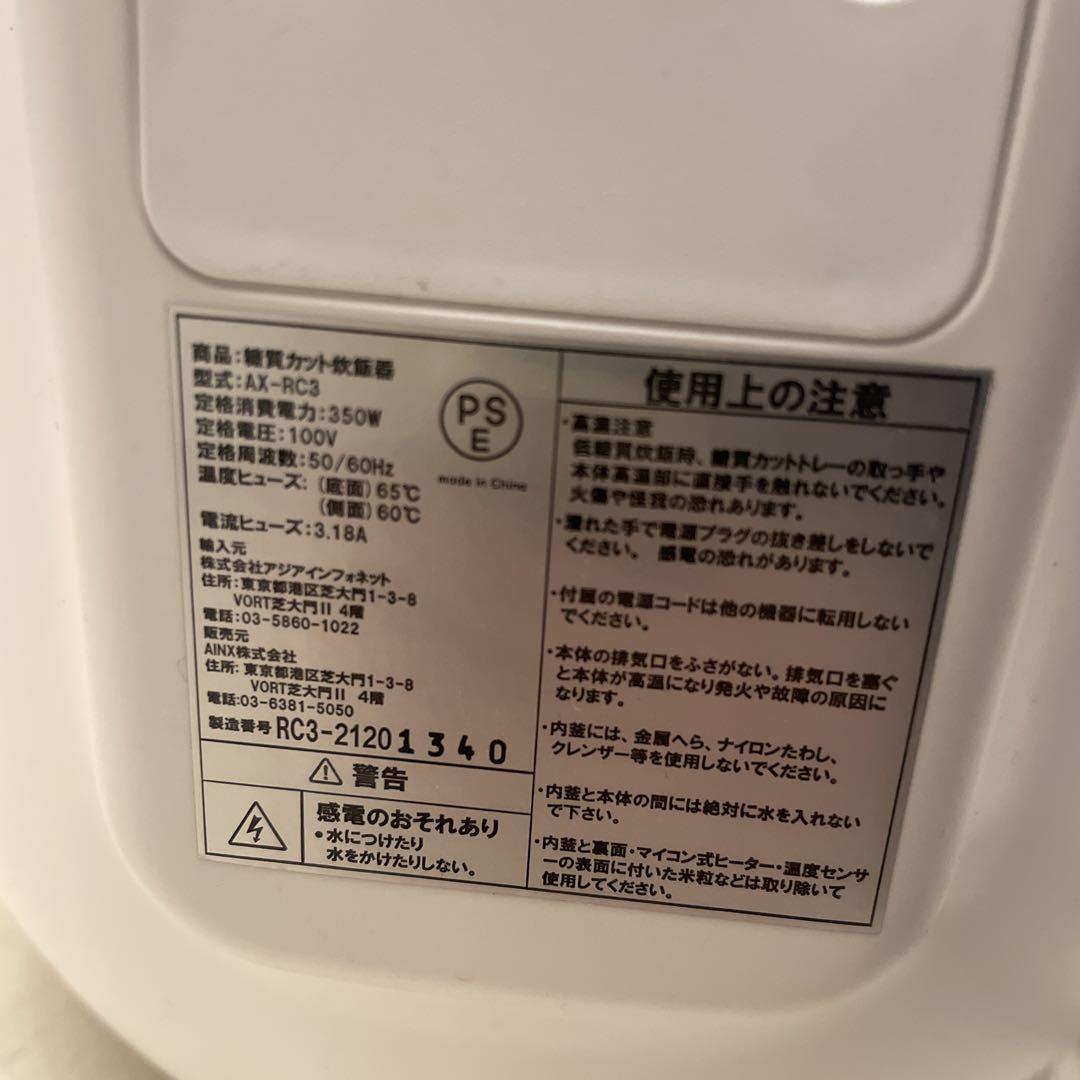 商品:糖質カット炊飯器
型式:AX-RC3
定格消費電力:350W
定格電圧:100V
定格周波数:50/60Hz
温度ヒューズ:(底面)65℃
(側面)60℃
電流ヒューズ:3.18A
輸入元
株式会社アジアインフォネット
住所:東京都港区芝大門1-3-8
VORT芝大門II 4階
電話:03-5860-1022
販売元
AINX株式会社
住所:東京都港区芝大門1-3-8
VORT芝大門II 4階
電話:03-6381-5050
製造番号 RC3-21201340
PS
E
made in China
警告
感電のおそれあり
・水につけたり
水をかけたりしない。
使用上の注意
・高温注意
低糖質炊飯時、糖質カットトレーの取っ手や
本体高温部に直接手を触れないでください。
火傷や怪我の恐れあります。
・濡れた手で電源プラグの抜き差しをしないで
ください。 感電の恐れがあります。
・付属の電源コードは他の機器に転用しない
でください。
・本体の排気口をふさがない。排気口を塞ぐ
と本体が高温になり発火や故障の原因に
なります。
・内釜には、金属へら、ナイロンたわし、
クレンザー等を使用しないでください。
・内釜と本体の間には絶対に水を入れない
で下さい。
・内釜と裏面・マイコン式ヒーター・温度センサ
ーの表面に付いた米粒などは取り除いて
使用してください。